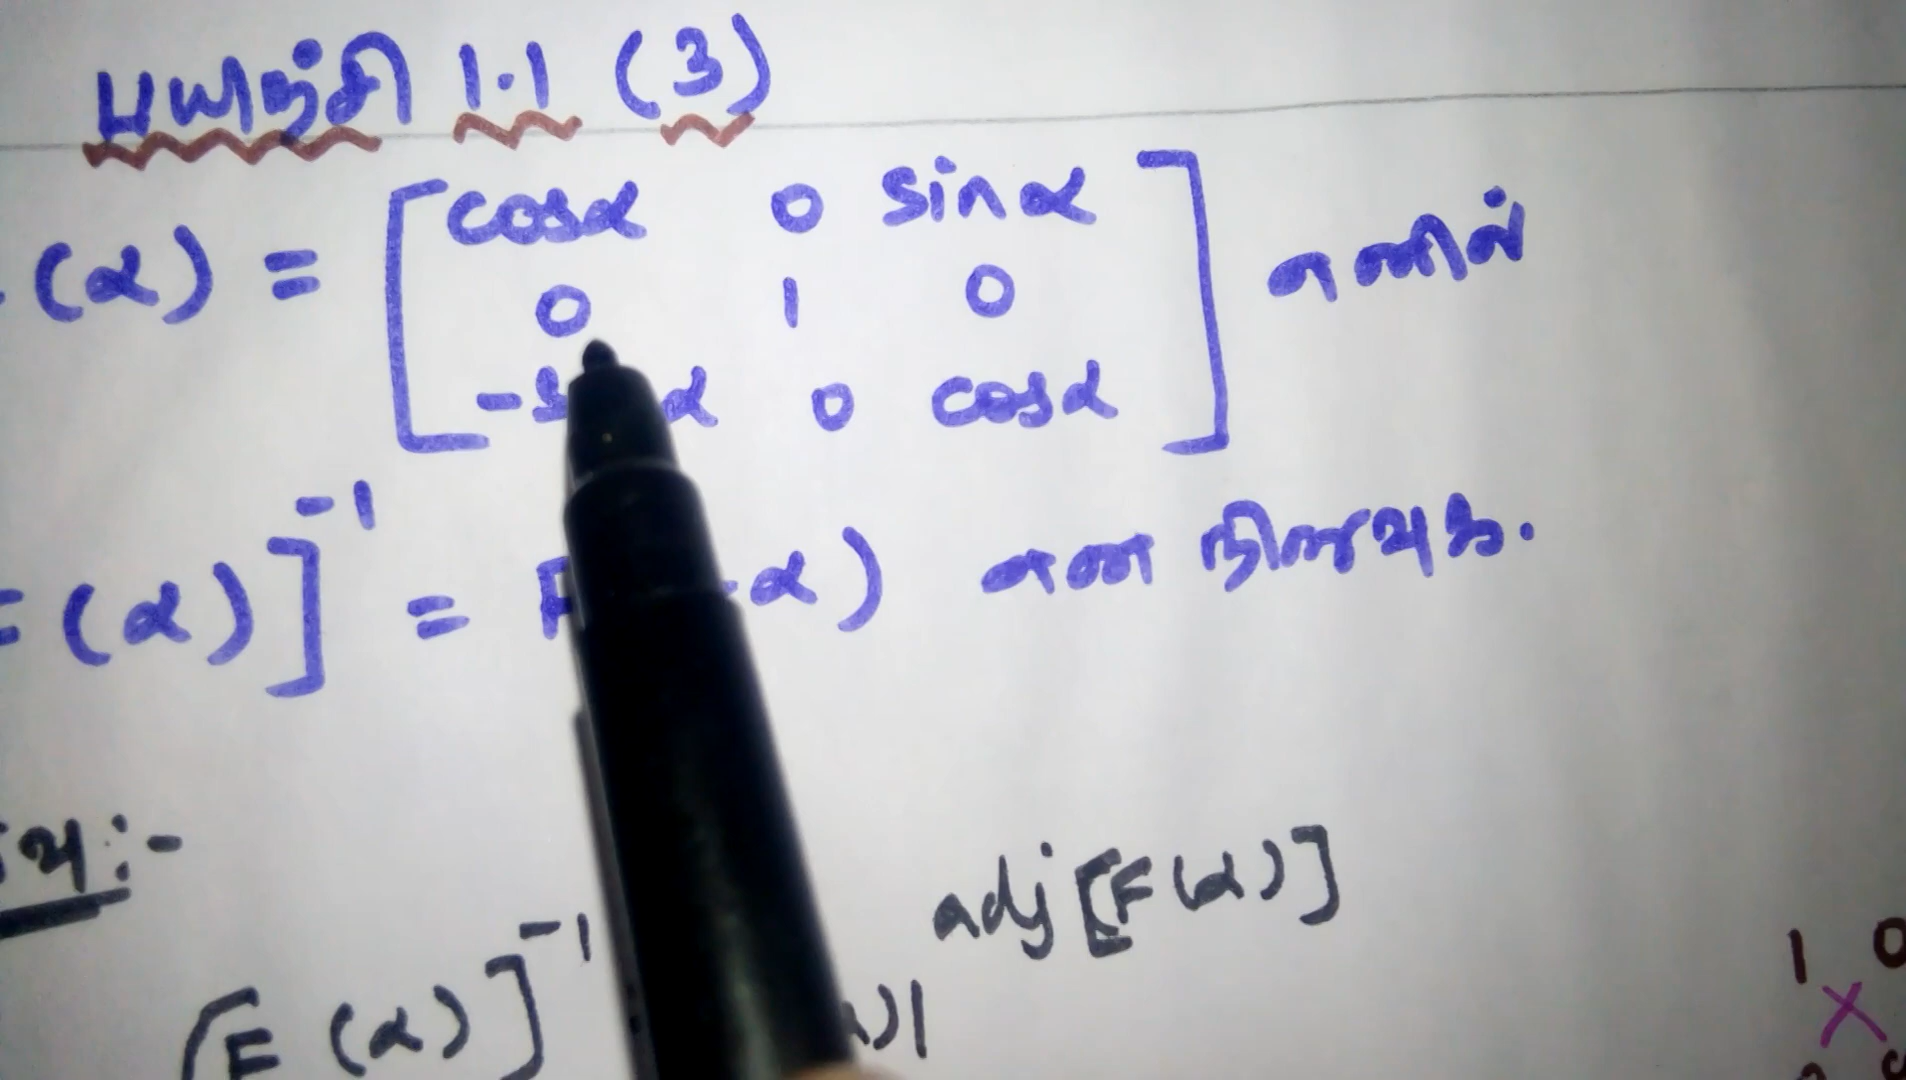 பயிற்சி 1.1 (3)
(α) = [ cosα 0 sinα
0 1 0 ] எனில்
- α 0 cosα
(α)]⁻¹ = F α) என நிறுவுக.
:-
adj [F(α)]
[F(α)]⁻¹ )|
1 0